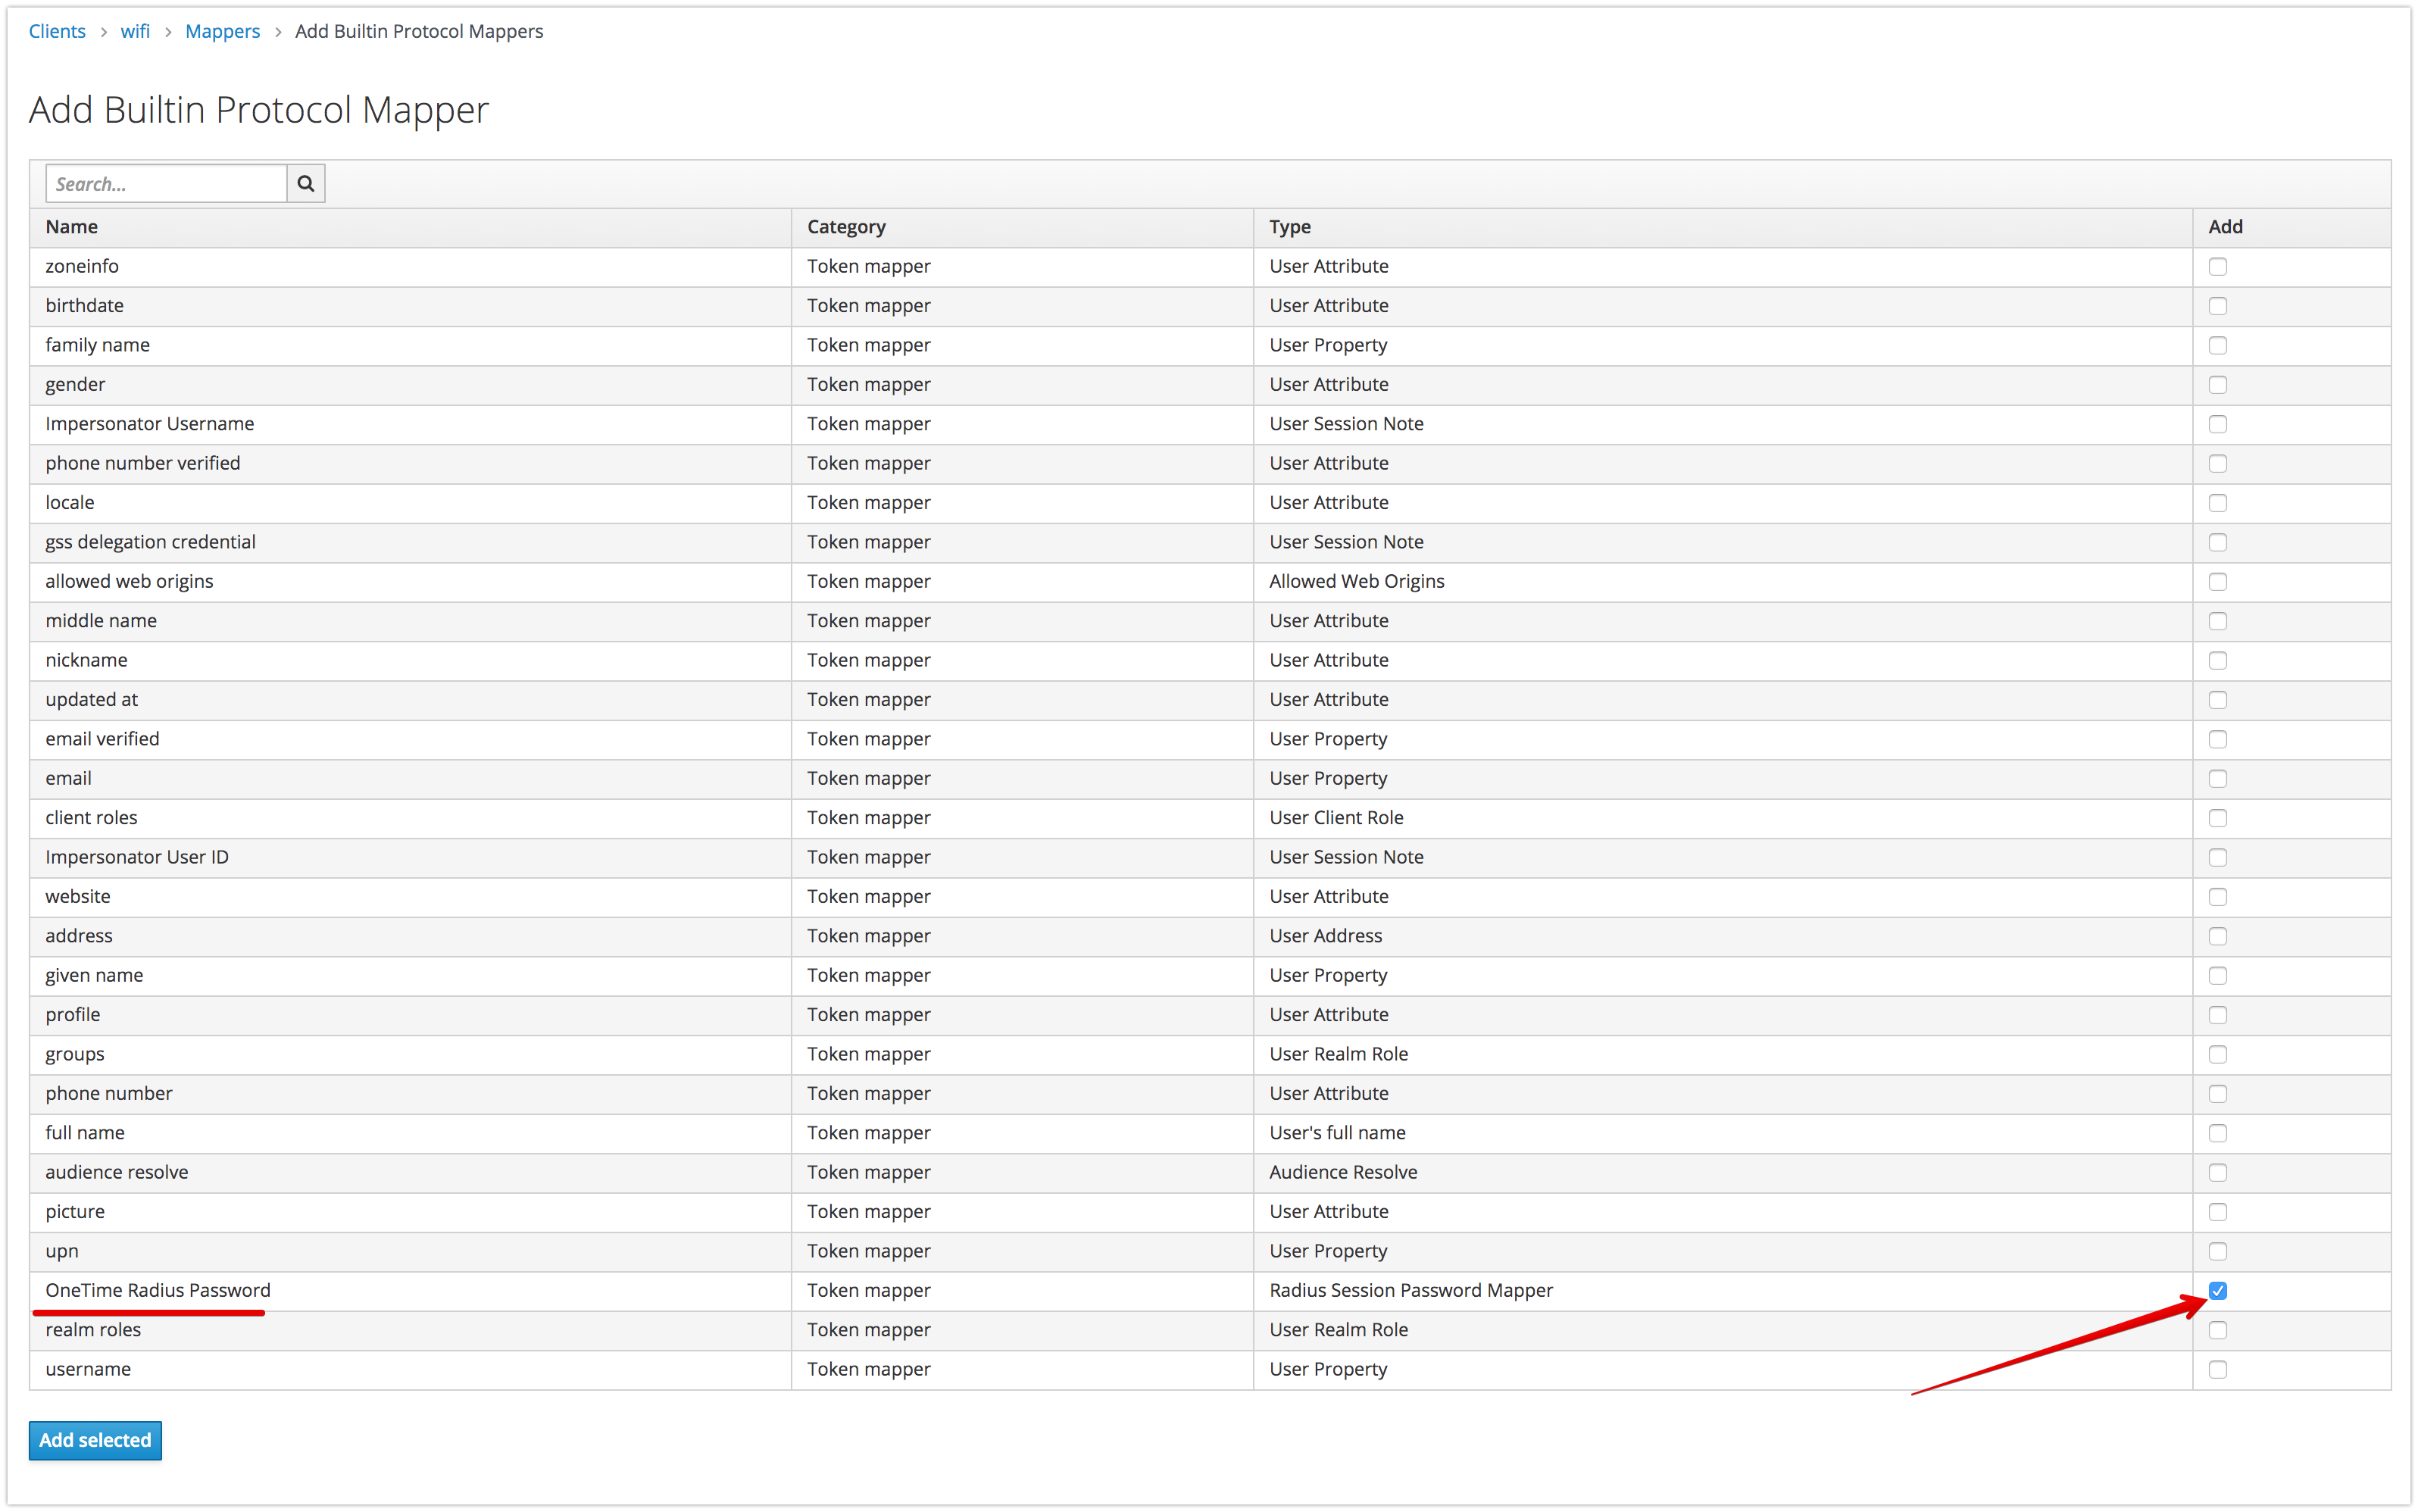 Clients > wifi > Mappers > Add Builtin Protocol Mappers
Add Builtin Protocol Mapper
Search...
Name Category Type Add
zoneinfo Token mapper User Attribute
birthdate Token mapper User Attribute
family name Token mapper User Property
gender Token mapper User Attribute
Impersonator Username Token mapper User Session Note
phone number verified Token mapper User Attribute
locale Token mapper User Attribute
gss delegation credential Token mapper User Session Note
allowed web origins Token mapper Allowed Web Origins
middle name Token mapper User Attribute
nickname Token mapper User Attribute
updated at Token mapper User Attribute
email verified Token mapper User Property
email Token mapper User Property
client roles Token mapper User Client Role
Impersonator User ID Token mapper User Session Note
website Token mapper User Attribute
address Token mapper User Address
given name Token mapper User Property
profile Token mapper User Attribute
groups Token mapper User Realm Role
phone number Token mapper User Attribute
full name Token mapper User's full name
audience resolve Token mapper Audience Resolve
picture Token mapper User Attribute
upn Token mapper User Property
OneTime Radius Password Token mapper Radius Session Password Mapper
realm roles Token mapper User Realm Role
username Token mapper User Property
Add selected